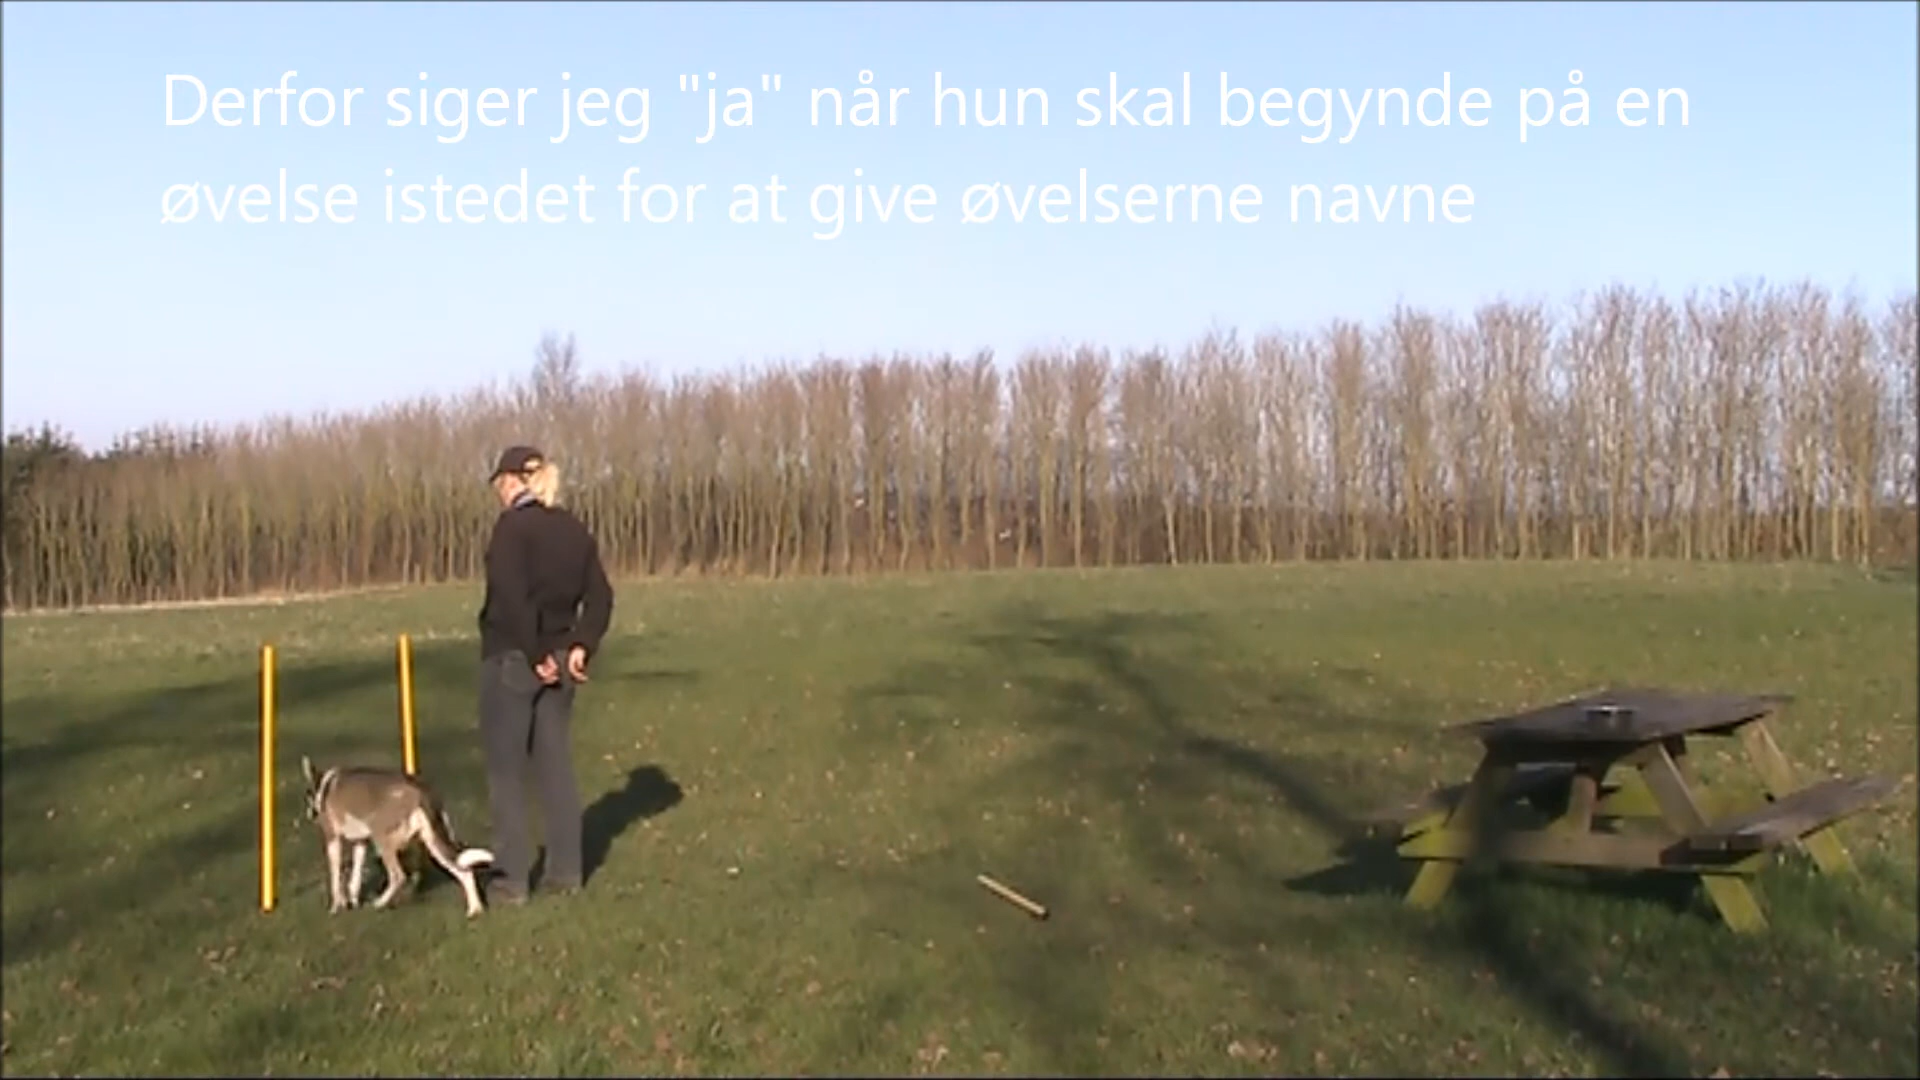 Derfor siger jeg "ja" når hun skal begynde på en
øvelse istedet for at give øvelserne navne